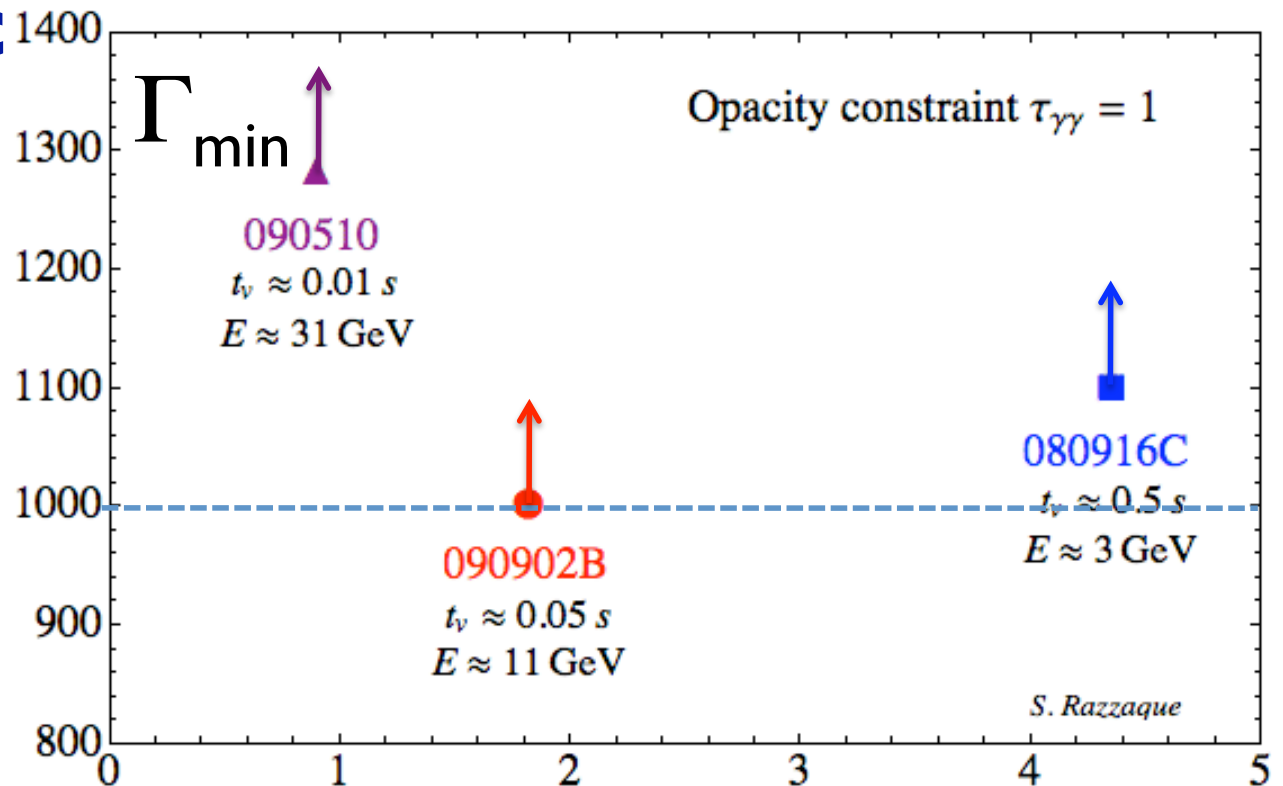 1400
1300
1200
1100
1000
900
800
Γmin
Opacity constraint τγγ = 1
090510
tv ≈ 0.01 s
E ≈ 31 GeV
080916C
tv ≈ 0.5 s
E ≈ 3 GeV
090902B
tv ≈ 0.05 s
E ≈ 11 GeV
S. Razzaque
0 1 2 3 4 5